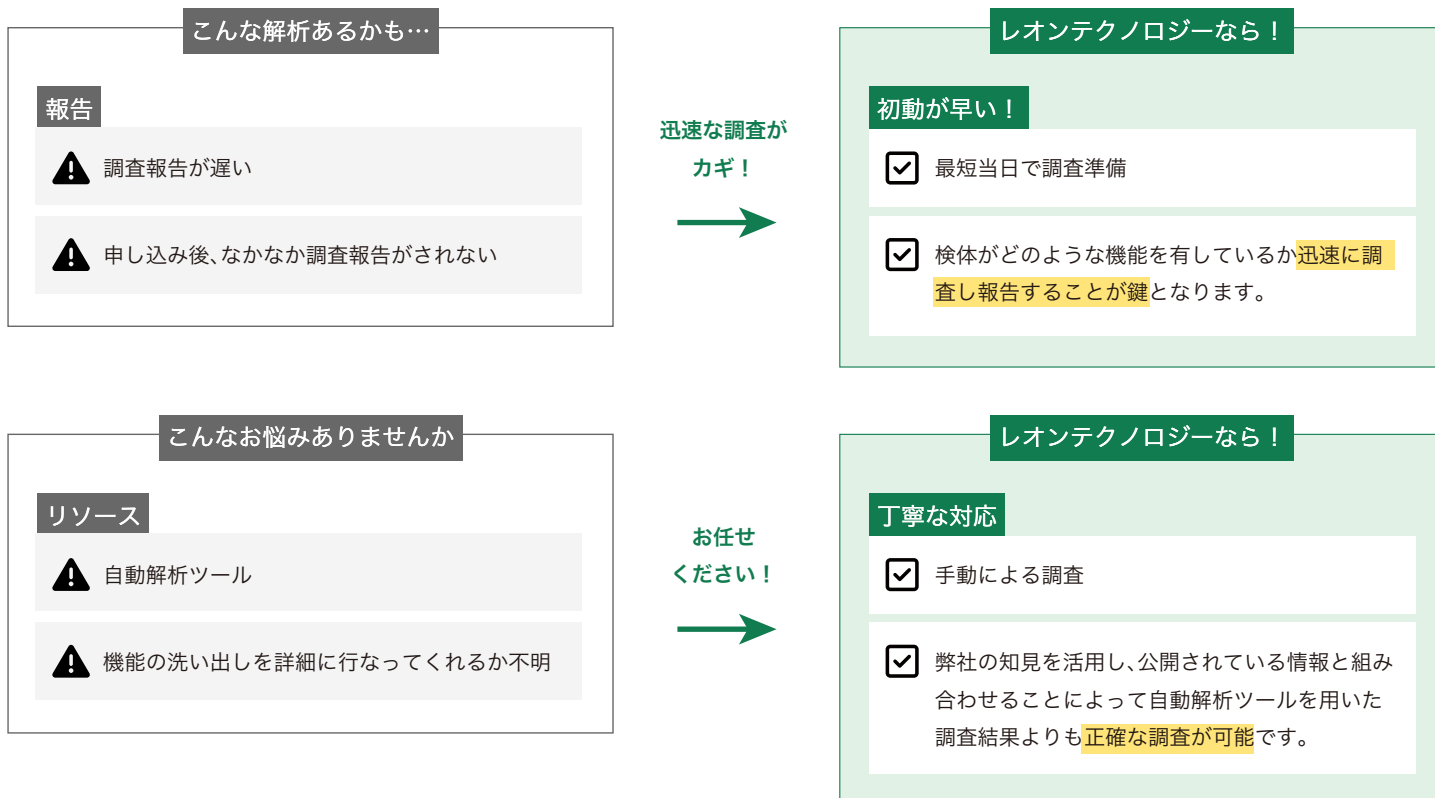 こんな解析あるかも…
報告
調査報告が遅い
申し込み後、なかなか調査報告がされない
迅速な調査が
カギ！
レオンテクノロジーなら！
初動が早い！
最短当日で調査準備
検体がどのような機能を有しているか迅速に調
査し報告することが鍵となります。
こんなお悩みありませんか
リソース
自動解析ツール
機能の洗い出しを詳細に行なってくれるか不明
お任せ
ください！
レオンテクノロジーなら！
丁寧な対応
手動による調査
弊社の知見を活用し、公開されている情報と組み
合わせることによって自動解析ツールを用いた
調査結果よりも正確な調査が可能です。